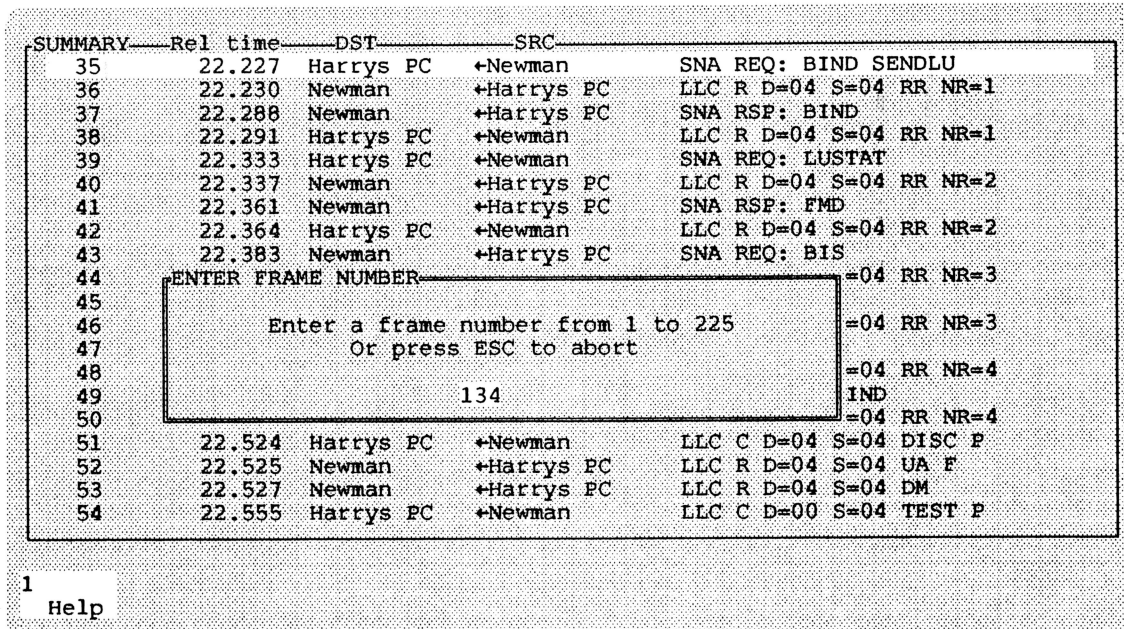 SUMMARY Rel time DST SRC
35 22.227 Harrys PC ←Newman SNA REQ: BIND SENDLU
36 22.230 Newman ←Harrys PC LLC R D=04 S=04 RR NR=1
37 22.288 Newman ←Harrys PC SNA RSP: BIND
38 22.291 Harrys PC ←Newman LLC R D=04 S=04 RR NR=1
39 22.333 Harrys PC ←Newman SNA REQ: LUSTAT
40 22.337 Newman ←Harrys PC LLC R D=04 S=04 RR NR=2
41 22.361 Newman ←Harrys PC SNA RSP: FMD
42 22.364 Harrys PC ←Newman LLC R D=04 S=04 RR NR=2
43 22.383 Newman ←Harrys PC SNA REQ: BIS
44 ENTER FRAME NUMBER =04 RR NR=3
45
46 Enter a frame number from 1 to 225 =04 RR NR=3
47 Or press ESC to abort
48 =04 RR NR=4
49 134 IND
50 =04 RR NR=4
51 22.524 Harrys PC ←Newman LLC C D=04 S=04 DISC P
52 22.525 Newman ←Harrys PC LLC R D=04 S=04 UA F
53 22.527 Newman ←Harrys PC LLC R D=04 S=04 DM
54 22.555 Harrys PC ←Newman LLC C D=00 S=04 TEST P
1
Help